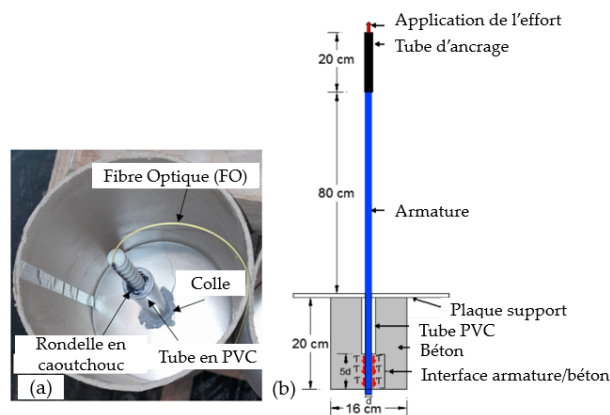 Fibre Optique (FO)
Colle
Rondelle en
caoutchouc
Tube en PVC
(a)
Application de l'effort
Tube d'ancrage
20 cm
80 cm
Armature
Plaque support
Tube PVC
Béton
Interface armature/béton
20 cm
5d
T T
T T
T T
d
16 cm
(b)